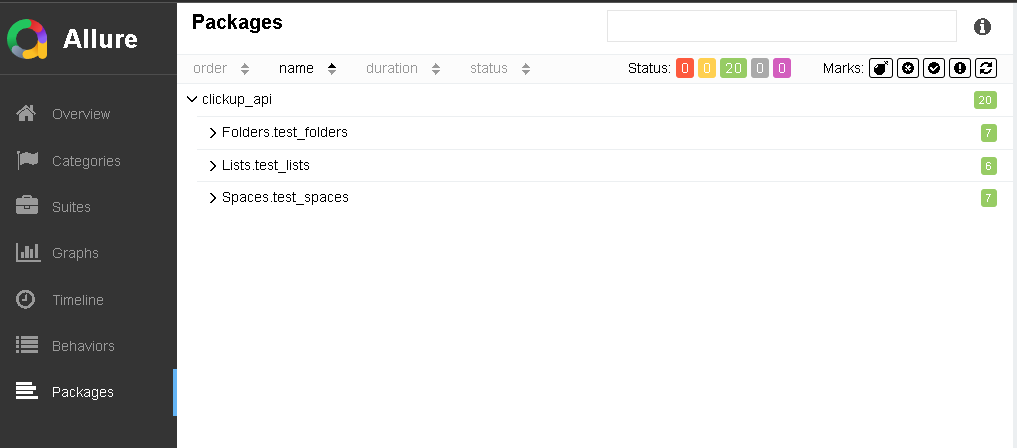 Allure
Overview
Categories
Suites
Graphs
Timeline
Behaviors
Packages
Packages
order name duration status Status: 0 0 20 0 0 Marks:
clickup_api 20
Folders.test_folders 7
Lists.test_lists 6
Spaces.test_spaces 7